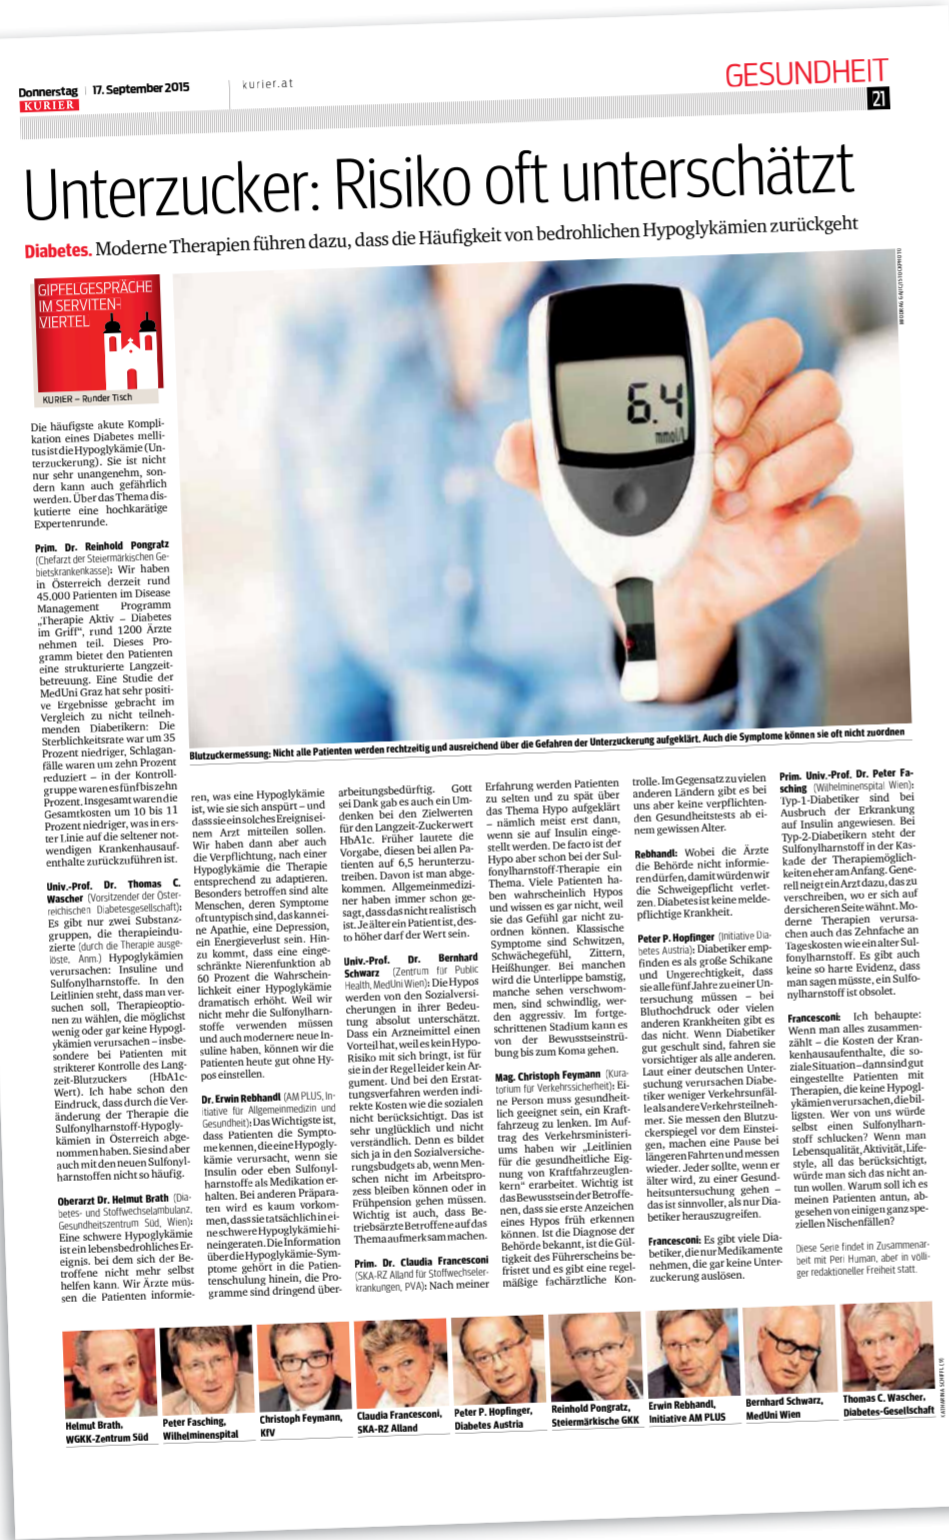 Donnerstag | 17. September 2015
KURIER
kurier.at
GESUNDHEIT
21
Unterzucker: Risiko oft unterschätzt
Diabetes. Moderne Therapien führen dazu, dass die Häufigkeit von bedrohlichen Hypoglykämien zurückgeht
GIPFELGESPRÄCHE
IM SERVITEN-
VIERTEL
KURIER – Runder Tisch
6.4
mmol/L
Blutzuckermessung: Nicht alle Patienten werden rechtzeitig und ausreichend über die Gefahren der Unterzuckerung aufgeklärt. Auch die Symptome können sie oft nicht zuordnen
Die häufigste akute Kompli-
kation eines Diabetes melli-
tus ist die Hypoglykämie (Un-
terzuckerung). Sie ist nicht
nur sehr unangenehm, son-
dern kann auch gefährlich
werden. Über das Thema dis-
kutierte eine hochkarätige
Expertenrunde.
Prim. Dr. Reinhold Pongratz
(Chefarzt der Steiermärkischen Ge-
bietskrankenkasse): Wir haben
in Österreich derzeit rund
45.000 Patienten im Disease
Management Programm
„Therapie Aktiv – Diabetes
im Griff“, rund 1200 Ärzte
nehmen teil. Dieses Pro-
gramm bietet den Patienten
eine strukturierte Langzeit-
betreuung. Eine Studie der
MedUni Graz hat sehr positi-
ve Ergebnisse gebracht im
Vergleich zu nicht teilneh-
menden Diabetikern: Die
Sterblichkeitsrate war um 35
Prozent niedriger, Schlagan-
fälle waren um zehn Prozent
reduziert – in der Kontroll-
gruppe waren es fünf bis zehn
Prozent. Insgesamt waren die
Gesamtkosten um 10 bis 11
Prozent niedriger, was in ers-
ter Linie auf die seltener not-
wendigen Krankenhausauf-
enthalte zurückzuführen ist.
Univ.-Prof. Dr. Thomas C.
Wascher (Vorsitzender der Öster-
reichischen Diabetesgesellschaft):
Es gibt nur zwei Substanz-
gruppen, die therapieindu-
zierte (durch die Therapie ausge-
löste, Anm.) Hypoglykämien
verursachen: Insuline und
Sulfonylharnstoffe. In den
Leitlinien steht, dass man ver-
suchen soll, Therapieoptio-
nen zu wählen, die möglichst
wenig oder gar keine Hypogl-
ykämien verursachen – insbe-
sondere bei Patienten mit
strikterer Kontrolle des Lang-
zeit-Blutzuckers (HbA1c-
Wert). Ich habe schon den
Eindruck, dass durch die Ver-
änderung der Therapie die
Sulfonylharnstoff-Hypogly-
kämien in Österreich abge-
nommen haben. Sie sind aber
auch mit den neuen Sulfonyl-
harnstoffen nicht so häufig.
Oberarzt Dr. Helmut Brath (Dia-
betes- und Stoffwechselambulanz,
Gesundheitszentrum Süd, Wien):
Eine schwere Hypoglykämie
ist ein lebensbedrohliches Er-
eignis. bei dem sich der Be-
troffene nicht mehr selbst
helfen kann. Wir Ärzte müs-
sen die Patienten informie-
ren, was eine Hypoglykämie
ist, wie sie sich anspürt – und
dass sie ein solches Ereignis ei-
nem Arzt mitteilen sollen.
Wir haben dann aber auch
die Verpflichtung, nach einer
Hypoglykämie die Therapie
entsprechend zu adaptieren.
Besonders betroffen sind alte
Menschen, deren Symptome
oft untypisch sind, das kann ei-
ne Apathie, eine Depression,
ein Energieverlust sein. Hin-
zu kommt, dass eine einge-
schränkte Nierenfunktion ab
60 Prozent die Wahrschein-
lichkeit einer Hypoglykämie
dramatisch erhöht. Weil wir
nicht mehr die Sulfonylharn-
stoffe verwenden müssen
und auch modernere neue In-
suline haben, können wir die
Patienten heute gut ohne Hy-
pos einstellen.
Dr. Erwin Rebhandl (AM PLUS, In-
itiative für Allgemeinmedizin und
Gesundheit): Das Wichtigste ist,
dass Patienten die Sympto-
me kennen, die eine Hypogly-
kämie verursacht, wenn sie
Insulin oder eben Sulfonyl-
harnstoffe als Medikation er-
halten. Bei anderen Präpara-
ten wird es kaum vorkom-
men, dass sie tatsächlich in ei-
ne schwere Hypoglykämie hi-
neingeraten. Die Information
über die Hypoglykämie-Sym-
ptome gehört in die Patien-
tenschulung hinein, die Pro-
gramme sind dringend über-
arbeitungsbedürftig. Gott
sei Dank gab es auch ein Um-
denken bei den Zielwerten
für den Langzeit-Zuckerwert
HbA1c. Früher lautete die
Vorgabe, diesen bei allen Pa-
tienten auf 6,5 herunterzu-
treiben. Davon ist man abge-
kommen. Allgemeinmedizi-
ner haben immer schon ge-
sagt, dass das nicht realistisch
ist. Je älter ein Patient ist, des-
to höher darf der Wert sein.
Univ.-Prof. Dr. Bernhard
Schwarz (Zentrum für Public
Health, MedUni Wien): Die Hypos
werden von den Sozialversi-
cherungen in ihrer Bedeu-
tung absolut unterschätzt.
Dass ein Arzneimittel einen
Vorteil hat, weil es kein Hypo-
Risiko mit sich bringt, ist für
sie in der Regel leider kein Ar-
gument. Und bei den Erstat-
tungsverfahren werden indi-
rekte Kosten wie die sozialen
nicht berücksichtigt. Das ist
sehr unglücklich und nicht
verständlich. Denn es bildet
sich ja in den Sozialversiche-
rungsbudgets ab, wenn Men-
schen nicht im Arbeitspro-
zess bleiben können oder in
Frühpension gehen müssen.
Wichtig ist auch, dass Be-
triebsärzte Betroffene auf das
Thema aufmerksam machen.
Prim. Dr. Claudia Francesconi
(SKA-RZ Alland für Stoffwechseler-
krankungen, PVA): Nach meiner
Erfahrung werden Patienten
zu selten und zu spät über
das Thema Hypo aufgeklärt
– nämlich meist erst dann,
wenn sie auf Insulin einge-
stellt werden. De facto ist der
Hypo aber schon bei der Sul-
fonylharnstoff-Therapie ein
Thema. Viele Patienten ha-
ben wahrscheinlich Hypos
und wissen es gar nicht, weil
sie das Gefühl gar nicht zu-
ordnen können. Klassische
Symptome sind Schwitzen,
Schwächegefühl, Zittern,
Heißhunger. Bei manchen
wird die Unterlippe bamstig,
manche sehen verschwom-
men, sind schwindlig, wer-
den aggressiv. Im fortge-
schrittenen Stadium kann es
von der Bewusstseinstrü-
bung bis zum Koma gehen.
Mag. Christoph Feymann (Kura-
torium für Verkehrssicherheit): Ei-
ne Person muss gesundheit-
lich geeignet sein, ein Kraft-
fahrzeug zu lenken. Im Auf-
trag des Verkehrsministeri-
ums haben wir „Leitlinien
für die gesundheitliche Eig-
nung von Kraftfahrzeuglen-
kern“ erarbeitet. Wichtig ist
das Bewusstsein der Betroffe-
nen, dass sie erste Anzeichen
eines Hypos früh erkennen
können. Ist die Diagnose der
Behörde bekannt, ist die Gül-
tigkeit des Führerscheins be-
fristet und es gibt eine regel-
mäßige fachärztliche Kon-
trolle. Im Gegensatz zu vielen
anderen Ländern gibt es bei
uns aber keine verpflichten-
den Gesundheitstests ab ei-
nem gewissen Alter.
Rebhandl: Wobei die Ärzte
die Behörde nicht informie-
ren dürfen, damit würden wir
die Schweigepflicht verlet-
zen. Diabetes ist keine melde-
pflichtige Krankheit.
Peter P. Hopfinger (Initiative Dia-
betes Austria): Diabetiker emp-
finden es als große Schikane
und Ungerechtigkeit, dass
sie alle fünf Jahre zu einer Un-
tersuchung müssen – bei
Bluthochdruck oder vielen
anderen Krankheiten gibt es
das nicht. Wenn Diabetiker
gut geschult sind, fahren sie
vorsichtiger als alle anderen.
Laut einer deutschen Unter-
suchung verursachen Diabe-
tiker weniger Verkehrsunfäl-
le als andere Verkehrsteilneh-
mer. Sie messen den Blutzu-
ckerspiegel vor dem Einstei-
gen, machen eine Pause bei
längeren Fahrten und messen
wieder. Jeder sollte, wenn er
älter wird, zu einer Gesund-
heitsuntersuchung gehen –
das ist sinnvoller, als nur Dia-
betiker herauszugreifen.
Francesconi: Es gibt viele Dia-
betiker, die nur Medikamente
nehmen, die gar keine Unter-
zuckerung auslösen.
Prim. Univ.-Prof. Dr. Peter Fa-
sching (Wilhelminenspital Wien):
Typ-1-Diabetiker sind bei
Ausbruch der Erkrankung
auf Insulin angewiesen. Bei
Typ-2-Diabetikern steht der
Sulfonylharnstoff in der Kas-
kade der Therapiemöglich-
keiten eher am Anfang. Gene-
rell neigt ein Arzt dazu, das zu
verschreiben, wo er sich auf
der sicheren Seite wähnt. Mo-
derne Therapien verursa-
chen auch das Zehnfache an
Tageskosten wie ein alter Sul-
fonylharnstoff. Es gibt auch
keine so harte Evidenz, dass
man sagen müsste, ein Sulfo-
nylharnstoff ist obsolet.
Francesconi: Ich behaupte:
Wenn man alles zusammen-
zählt – die Kosten der Kran-
kenhausaufenthalte, die so-
ziale Situation – dann sind gut
eingestellte Patienten mit
Therapien, die keine Hypogl-
ykämien verursachen, die bil-
ligsten. Wer von uns würde
selbst einen Sulfonylharn-
stoff schlucken? Wenn man
Lebensqualität, Aktivität, Life-
style, all das berücksichtigt,
würde man sich das nicht an-
tun wollen. Warum soll ich es
meinen Patienten antun, ab-
gesehen von einigen ganz spe-
ziellen Nischenfällen?
Diese Serie findet in Zusammenar-
beit mit Peri Human, aber in völli-
ger redaktioneller Freiheit statt.
Helmut Brath,
WGKK-Zentrum Süd
Peter Fasching,
Wilhelminenspital
Christoph Feymann,
KfV
Claudia Francesconi,
SKA-RZ Alland
Peter P. Hopfinger,
Diabetes Austria
Reinhold Pongratz,
Steiermärkische GKK
Erwin Rebhandl,
Initiative AM PLUS
Bernhard Schwarz,
MedUni Wien
Thomas C. Wascher,
Diabetes-Gesellschaft